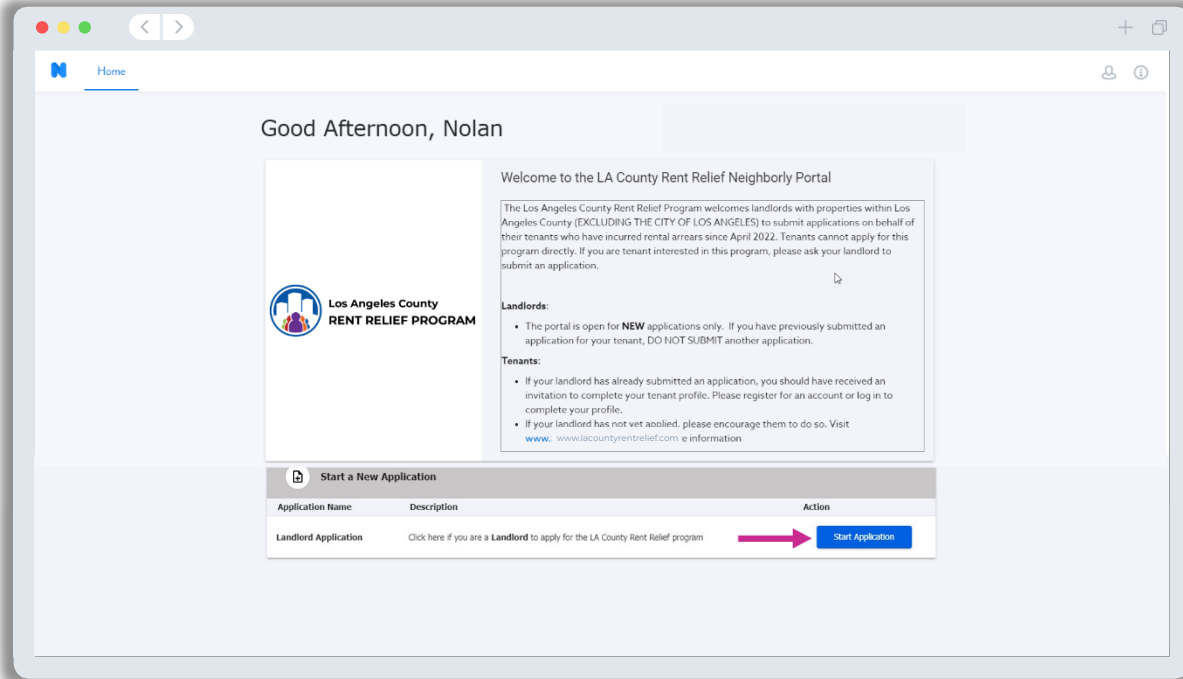 Home
Good Afternoon, Nolan
Welcome to the LA County Rent Relief Neighborly Portal
The Los Angeles County Rent Relief Program welcomes landlords with properties within Los
Angeles County (EXCLUDING THE CITY OF LOS ANGELES) to submit applications on behalf of
their tenants who have incurred rental arrears since April 2022. Tenants cannot apply for this
program directly. If you are tenant interested in this program, please ask your landlord to
submit an application.
Los Angeles County
RENT RELIEF PROGRAM
Landlords:
• The portal is open for NEW applications only. If you have previously submitted an
application for your tenant, DO NOT SUBMIT another application.
Tenants:
• If your landlord has already submitted an application, you should have received an
invitation to complete your tenant profile. Please register for an account or log in to
complete your profile.
• If your landlord has not yet applied, please encourage them to do so. Visit
www. www.lacountyrentrelief.com e information
Start a New Application
Application Name Description Action
Landlord Application Click here if you are a Landlord to apply for the LA County Rent Relief program Start Application